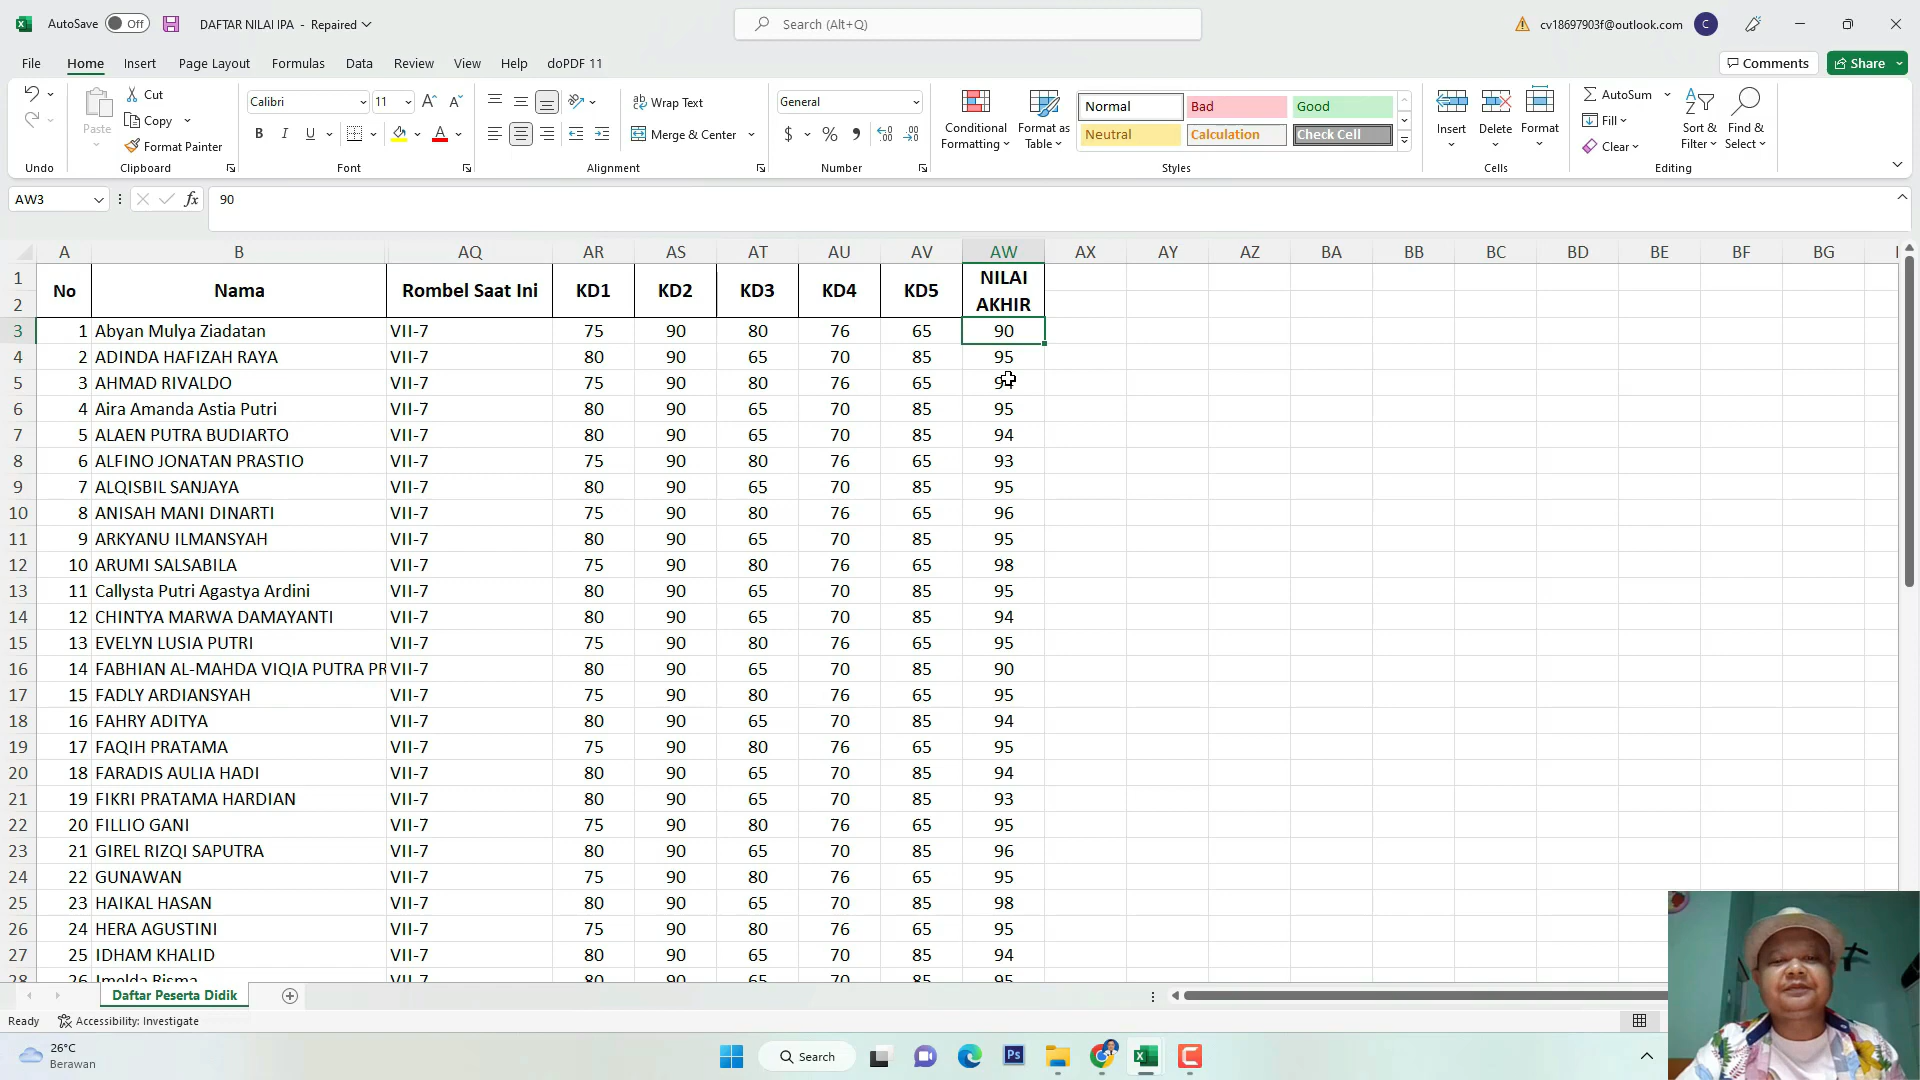 AutoSave Off DAFTAR NILAI IPA - Repaired Search (Alt+Q) cv18697903f@outlook.com C
File Home Insert Page Layout Formulas Data Review View Help doPDF 11 Comments Share
Cut Calibri 11 Wrap Text General Normal Bad Good AutoSum
Paste Copy Conditional Formatting Format as Table Insert Delete Format Fill Sort & Filter Find & Select
Format Painter B I U A Merge & Center $ % Neutral Calculation Check Cell Clear
Undo Clipboard Font Alignment Number Styles Cells Editing
AW3 fx 90
A B AQ AR AS AT AU AV AW AX AY AZ BA BB BC BD BE BF BG
1 No Nama Rombel Saat Ini KD1 KD2 KD3 KD4 KD5 NILAI
2 AKHIR
3 1 Abyan Mulya Ziadatan VII-7 75 90 80 76 65 90
4 2 ADINDA HAFIZAH RAYA VII-7 80 90 65 70 85 95
5 3 AHMAD RIVALDO VII-7 75 90 80 76 65 94
6 4 Aira Amanda Astia Putri VII-7 80 90 65 70 85 95
7 5 ALAEN PUTRA BUDIARTO VII-7 80 90 65 70 85 94
8 6 ALFINO JONATAN PRASTIO VII-7 75 90 80 76 65 93
9 7 ALQISBIL SANJAYA VII-7 80 90 65 70 85 95
10 8 ANISAH MANI DINARTI VII-7 75 90 80 76 65 96
11 9 ARKYANU ILMANSYAH VII-7 80 90 65 70 85 95
12 10 ARUMI SALSABILA VII-7 75 90 80 76 65 98
13 11 Callysta Putri Agastya Ardini VII-7 80 90 65 70 85 95
14 12 CHINTYA MARWA DAMAYANTI VII-7 80 90 65 70 85 94
15 13 EVELYN LUSIA PUTRI VII-7 75 90 80 76 65 95
16 14 FABHIAN AL-MAHDA VIQIA PUTRA PR VII-7 80 90 65 70 85 90
17 15 FADLY ARDIANSYAH VII-7 75 90 80 76 65 95
18 16 FAHRY ADITYA VII-7 80 90 65 70 85 94
19 17 FAQIH PRATAMA VII-7 75 90 80 76 65 95
20 18 FARADIS AULIA HADI VII-7 80 90 65 70 85 94
21 19 FIKRI PRATAMA HARDIAN VII-7 80 90 65 70 85 93
22 20 FILLIO GANI VII-7 75 90 80 76 65 95
23 21 GIREL RIZQI SAPUTRA VII-7 80 90 65 70 85 96
24 22 GUNAWAN VII-7 75 90 80 76 65 95
25 23 HAIKAL HASAN VII-7 80 90 65 70 85 98
26 24 HERA AGUSTINI VII-7 75 90 80 76 65 95
27 25 IDHAM KHALID VII-7 80 90 65 70 85 94
28 26 Imelda Risma VII-7 80 90 65 70 85 95
Daftar Peserta Didik
Ready Accessibility: Investigate
26°C
Berawan
Search Ps